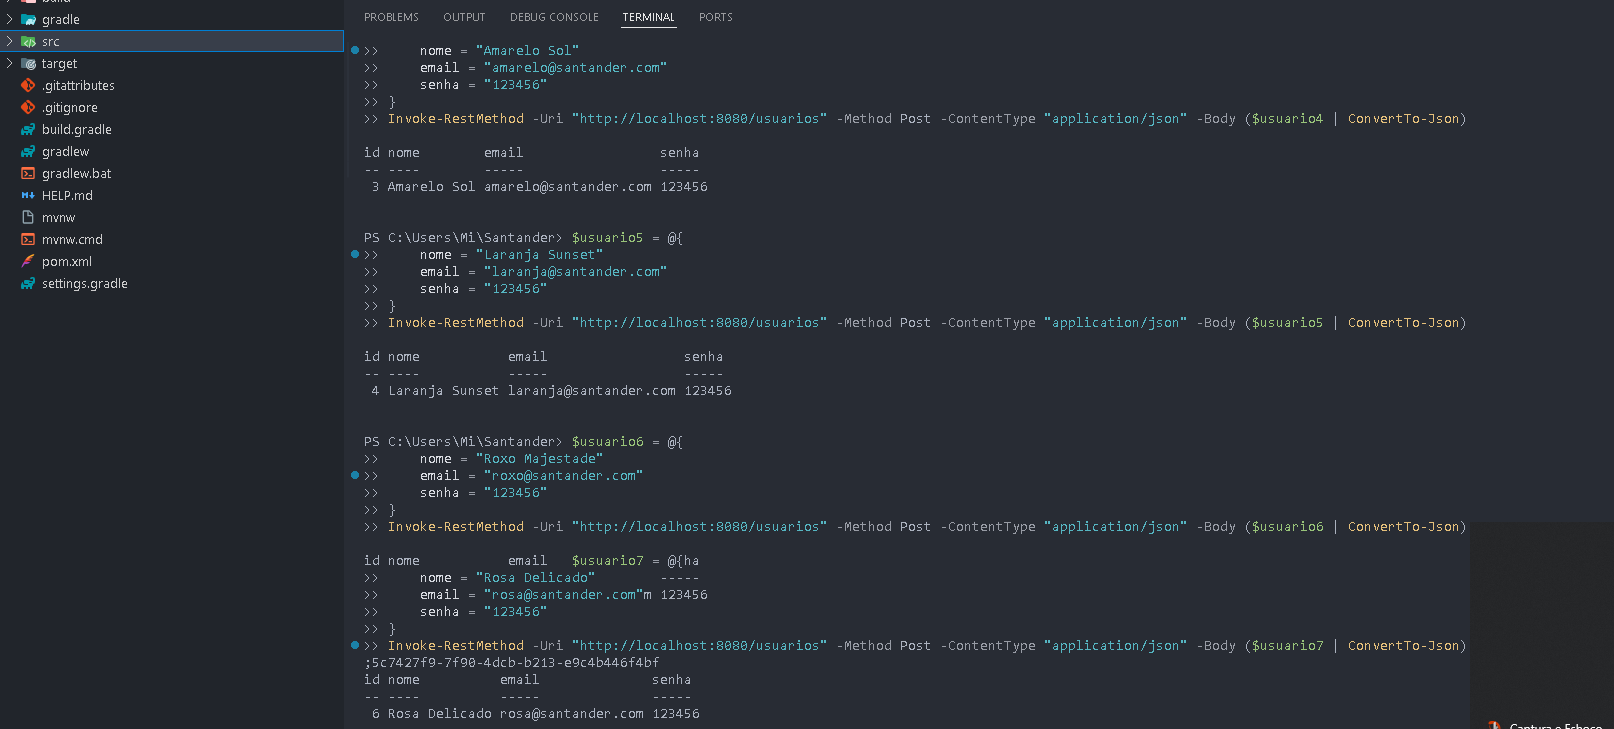 build
gradle
src
target
.gitattributes
.gitignore
build.gradle
gradlew
gradlew.bat
HELP.md
mvnw
mvnw.cmd
pom.xml
settings.gradle
PROBLEMS OUTPUT DEBUG CONSOLE TERMINAL PORTS
>>     nome = "Amarelo Sol"
>>     email = "amarelo@santander.com"
>>     senha = "123456"
>> }
>> Invoke-RestMethod -Uri "http://localhost:8080/usuarios" -Method Post -ContentType "application/json" -Body ($usuario4 | ConvertTo-Json)
id nome        email                 senha
-- ----        -----                 -----
 3 Amarelo Sol amarelo@santander.com 123456
PS C:\Users\Mi\Santander> $usuario5 = @{
>>     nome = "Laranja Sunset"
>>     email = "laranja@santander.com"
>>     senha = "123456"
>> }
>> Invoke-RestMethod -Uri "http://localhost:8080/usuarios" -Method Post -ContentType "application/json" -Body ($usuario5 | ConvertTo-Json)
id nome           email                 senha
-- ----           -----                 -----
 4 Laranja Sunset laranja@santander.com 123456
PS C:\Users\Mi\Santander> $usuario6 = @{
>>     nome = "Roxo Majestade"
>>     email = "roxo@santander.com"
>>     senha = "123456"
>> }
>> Invoke-RestMethod -Uri "http://localhost:8080/usuarios" -Method Post -ContentType "application/json" -Body ($usuario6 | ConvertTo-Json)
id nome           email   $usuario7 = @{ha
>>     nome = "Rosa Delicado"        -----
>>     email = "rosa@santander.com"m 123456
>>     senha = "123456"
>> }
>> Invoke-RestMethod -Uri "http://localhost:8080/usuarios" -Method Post -ContentType "application/json" -Body ($usuario7 | ConvertTo-Json)
;5c7427f9-7f90-4dcb-b213-e9c4b446f4bf
id nome          email              senha
-- ----          -----              -----
 6 Rosa Delicado rosa@santander.com 123456
Captura e Esboço